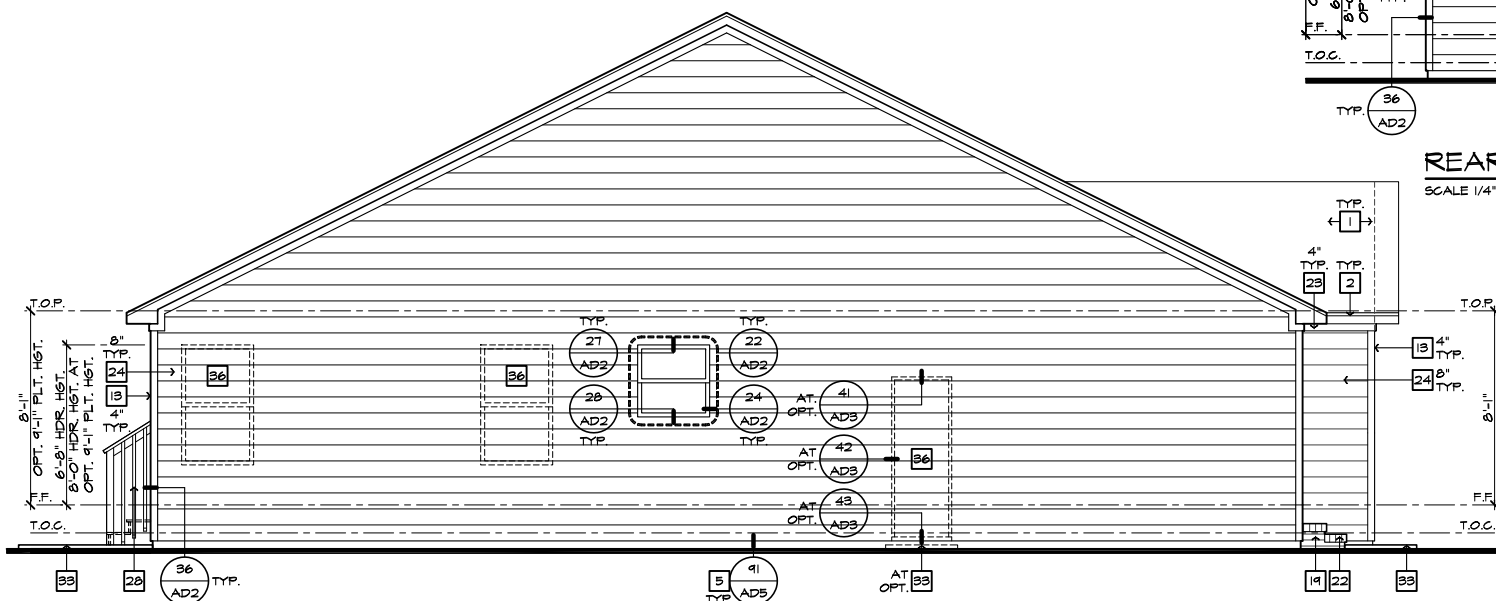 F.F.
T.O.C.
TYP.
36
AD2
REAR
SCALE 1/4"
TYP.
1
4"
TYP.
TYP.
23
2
T.O.P.
T.O.P.
8'-1"
OPT. 9'-1" PLT. HGT.
6'-8" HDR. HGT.
8'-0" HDR. HGT. AT
OPT. 9'-1" PLT. HGT.
8"
TYP.
24
13
4"
TYP.
36
36
TYP.
27
AD2
TYP.
22
AD2
28
AD2
TYP.
24
AD2
TYP.
AT
OPT.
41
AD3
AT
OPT.
42
AD3
36
AT
OPT.
43
AD3
13
4"
TYP.
24
8"
TYP.
8'-1"
F.F.
F.F.
T.O.C.
T.O.C.
33
28
36
AD2
TYP.
5
TYP
91
AD5
AT
OPT.
33
19
22
33